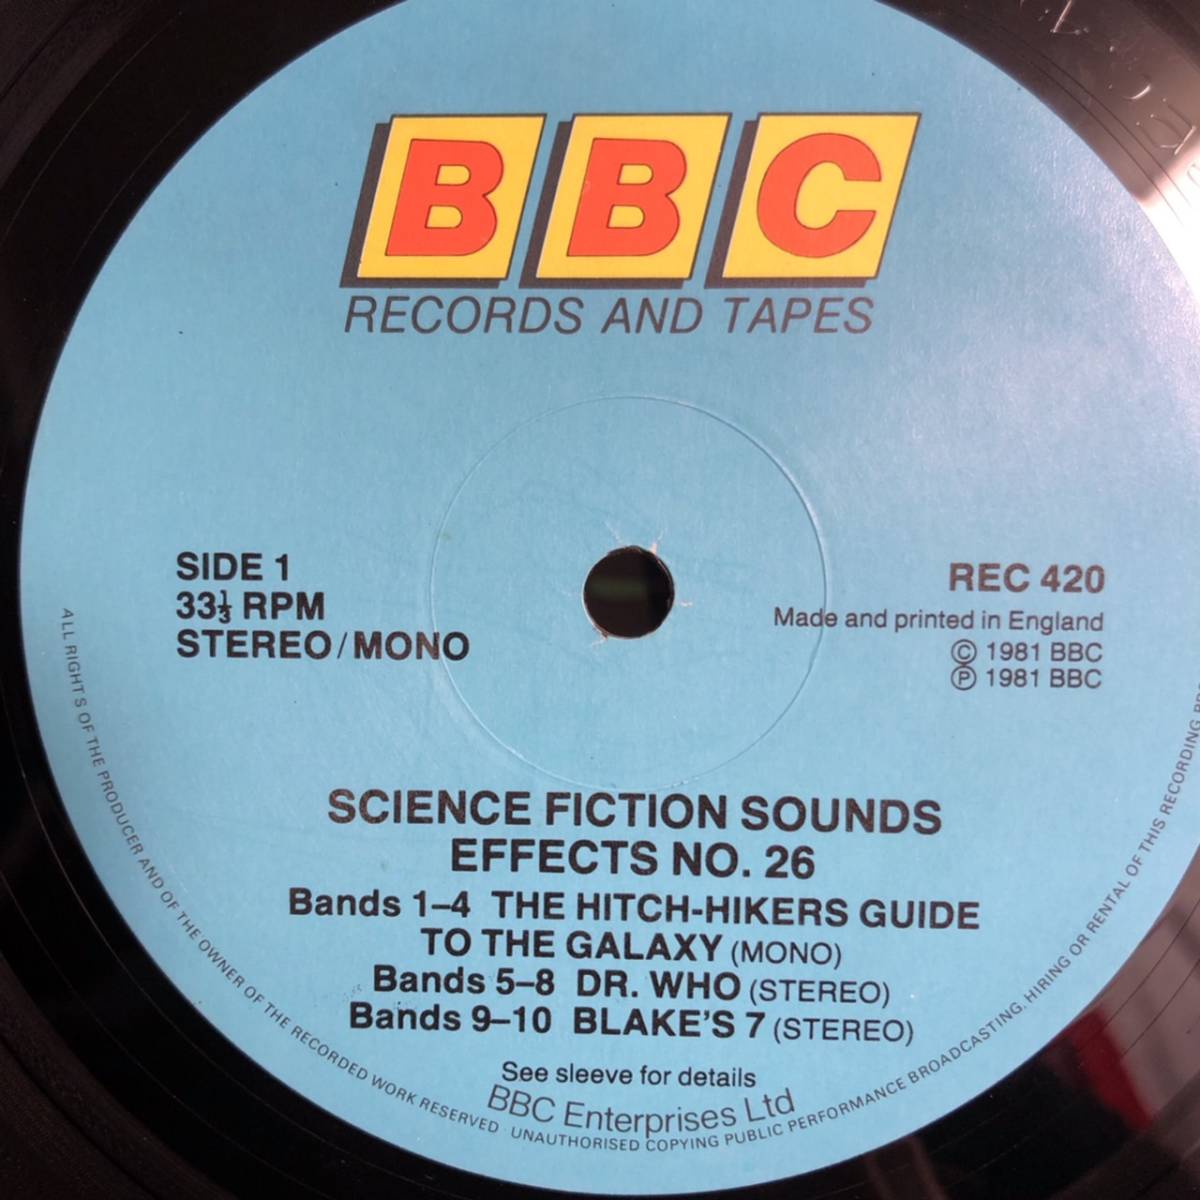 BBC
RECORDS AND TAPES
SIDE 1
33⅓ RPM
STEREO/MONO
REC 420
Made and printed in England
© 1981 BBC
℗ 1981 BBC
SCIENCE FICTION SOUNDS
EFFECTS NO. 26
Bands 1–4 THE HITCH-HIKERS GUIDE
TO THE GALAXY (MONO)
Bands 5–8 DR. WHO (STEREO)
Bands 9–10 BLAKE'S 7 (STEREO)
See sleeve for details
BBC Enterprises Ltd
ALL RIGHTS OF THE PRODUCER AND OF THE OWNER OF THE RECORDED WORK RESERVED · UNAUTHORISED COPYING PUBLIC PERFORMANCE BROADCASTING, HIRING OR RENTAL OF THIS RECORDING